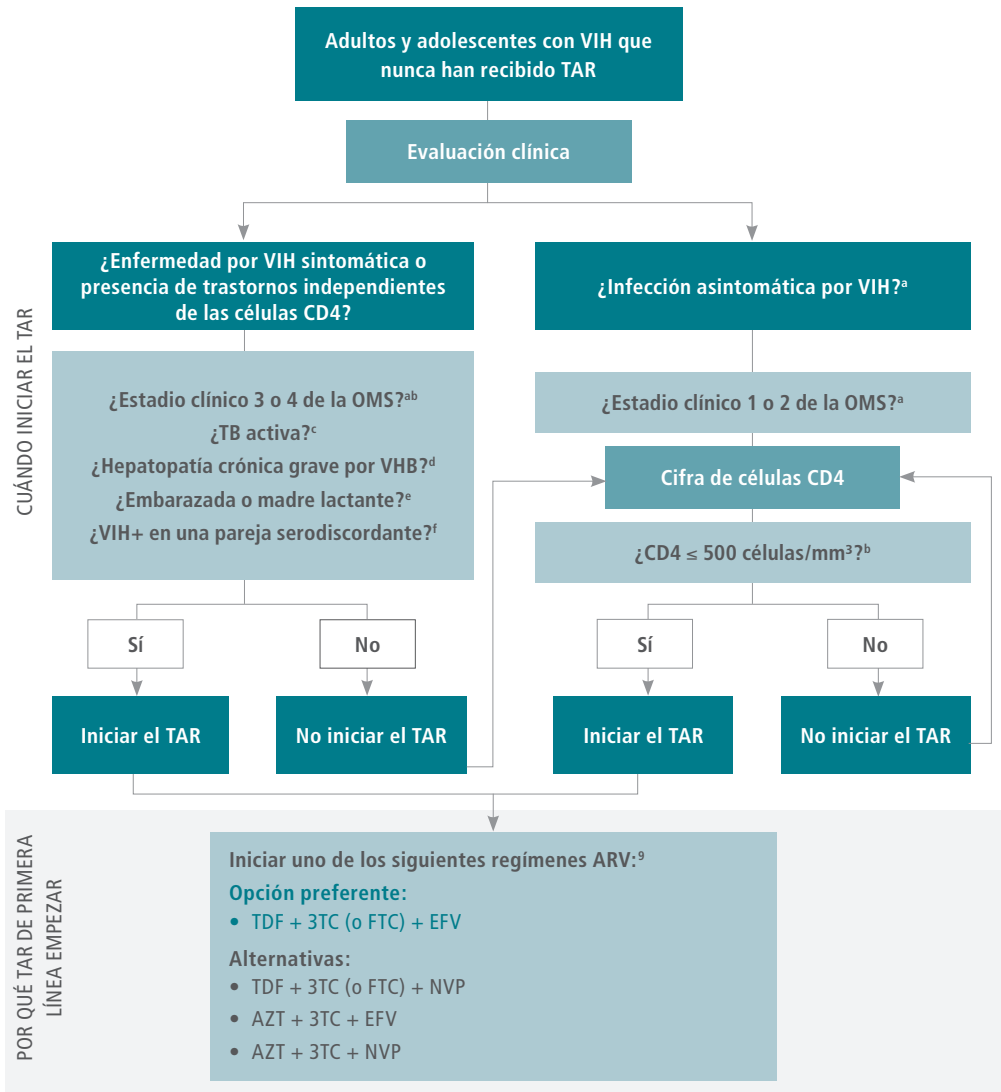 Adultos y adolescentes con VIH que
nunca han recibido TAR
Evaluación clínica
CUÁNDO INICIAR EL TAR
¿Enfermedad por VIH sintomática o
presencia de trastornos independientes
de las células CD4?
¿Infección asintomática por VIH?ᵃ
¿Estadio clínico 3 o 4 de la OMS?ᵃᵇ
¿TB activa?ᶜ
¿Hepatopatía crónica grave por VHB?ᵈ
¿Embarazada o madre lactante?ᵉ
¿VIH+ en una pareja serodiscordante?ᶠ
¿Estadio clínico 1 o 2 de la OMS?ᵃ
Cifra de células CD4
¿CD4 ≤ 500 células/mm³?ᵇ
Sí
No
Sí
No
Iniciar el TAR
No iniciar el TAR
Iniciar el TAR
No iniciar el TAR
POR QUÉ TAR DE PRIMERA
LÍNEA EMPEZAR
Iniciar uno de los siguientes regímenes ARV:⁹
Opción preferente:
• TDF + 3TC (o FTC) + EFV
Alternativas:
• TDF + 3TC (o FTC) + NVP
• AZT + 3TC + EFV
• AZT + 3TC + NVP